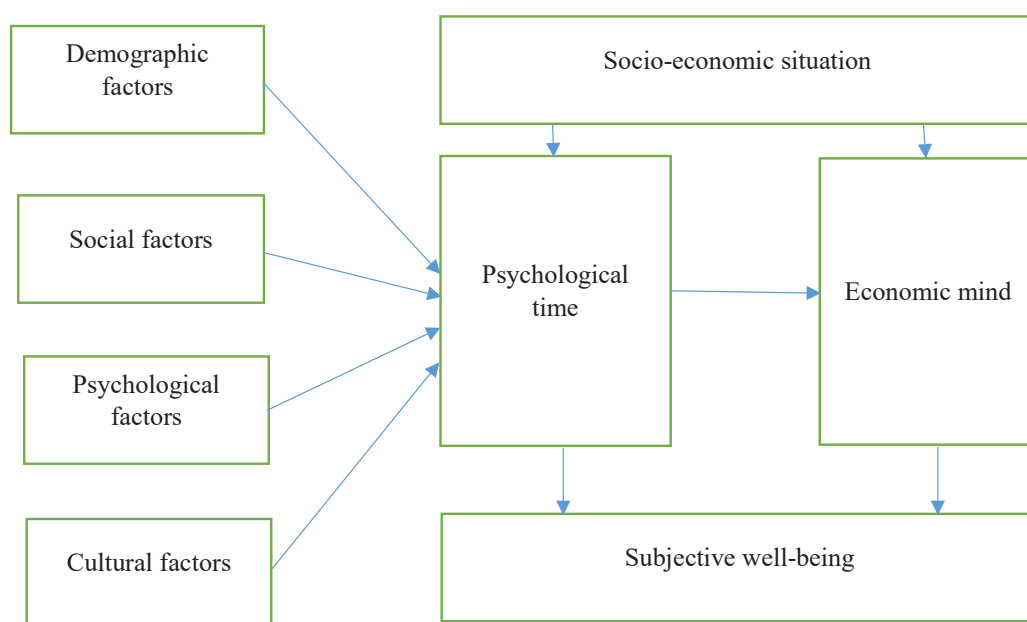 Demographic
factors
Socio-economic situation
Social factors
Psychological
time
Economic mind
Psychological
factors
Cultural factors
Subjective well-being